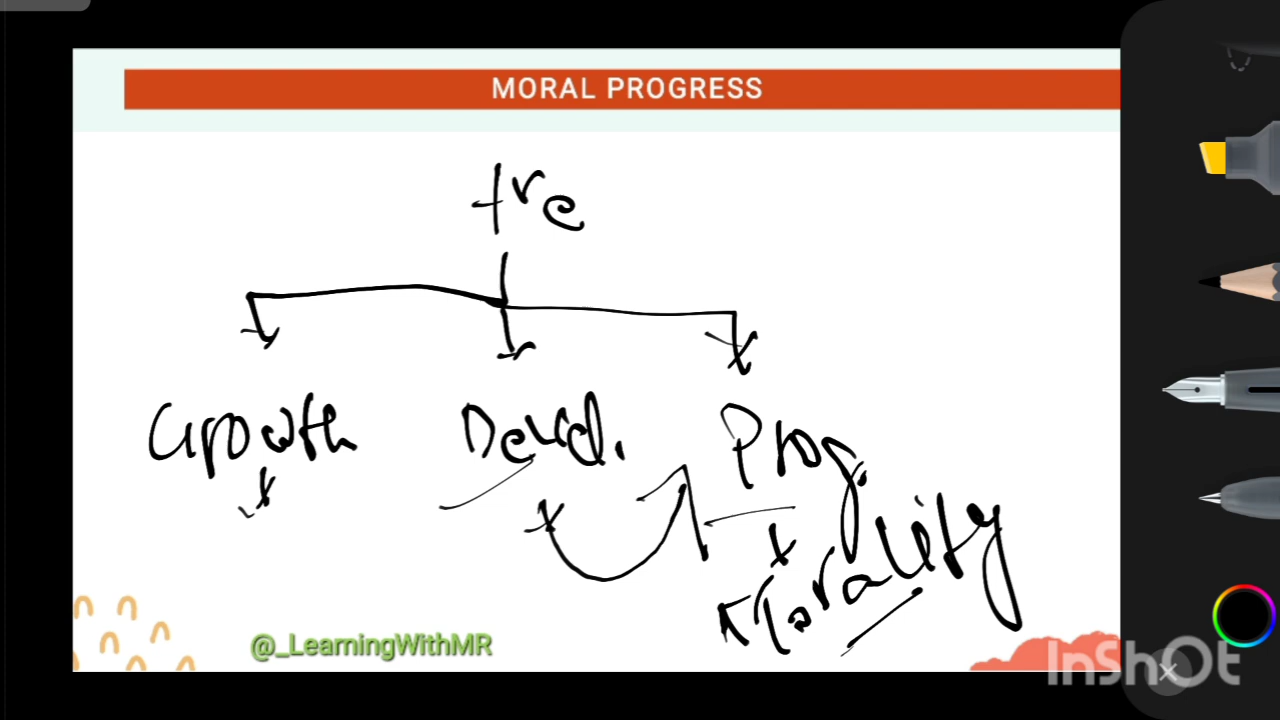 MORAL PROGRESS
+ve
Growth Devel. Prog.
Morality
@_LearningWithMR
InShOt